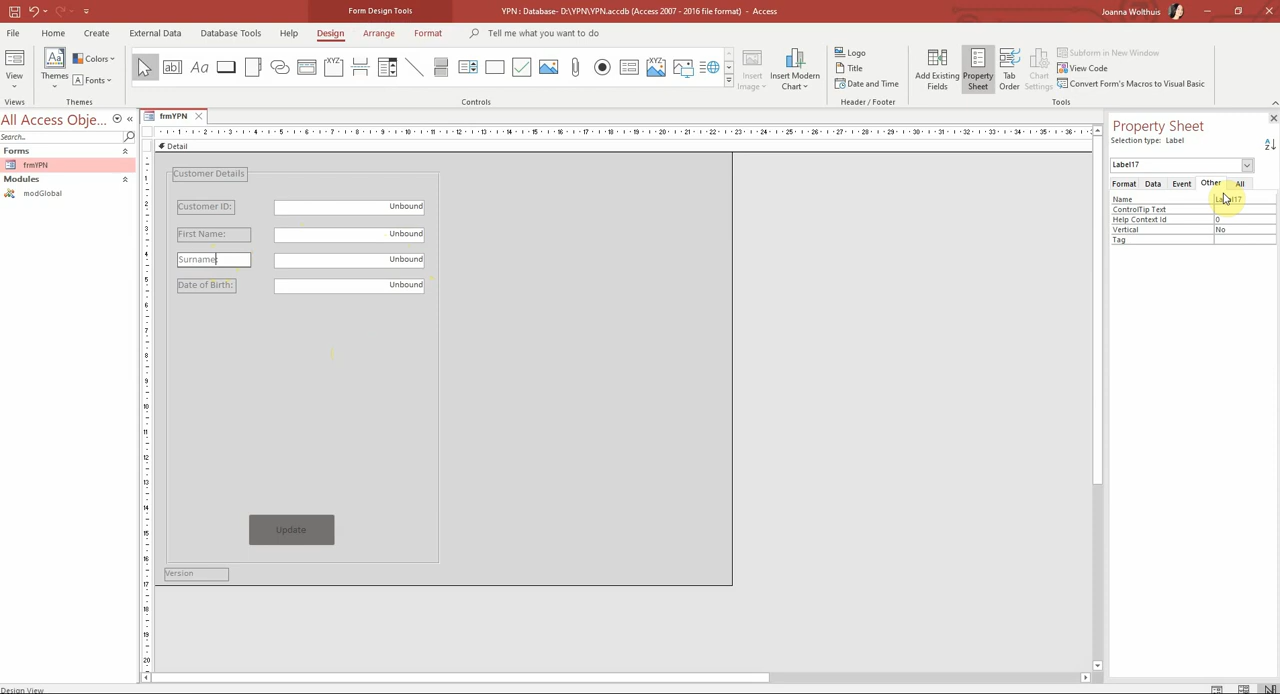 Form Design Tools
YPN : Database- D:\YPN\YPN.accdb (Access 2007 - 2016 file format) - Access
Joanna Wolthuis
File Home Create External Data Database Tools Help Design Arrange Format Tell me what you want to do
View
Views
Themes
Colors
Fonts
Themes
Aa
Controls
Insert Image
Insert Modern Chart
Logo
Title
Date and Time
Header / Footer
Add Existing Fields
Property Sheet
Tab Order
Chart Settings
Subform in New Window
View Code
Convert Form's Macros to Visual Basic
Tools
All Access Obje...
Search...
Forms
frmYPN
Modules
modGlobal
frmYPN
Detail
Customer Details
Customer ID: Unbound
First Name: Unbound
Surname: Unbound
Date of Birth: Unbound
Update
Version
Property Sheet
Selection type: Label
Label17
Format Data Event Other All
Name Label17
ControlTip Text
Help Context Id 0
Vertical No
Tag
Design View